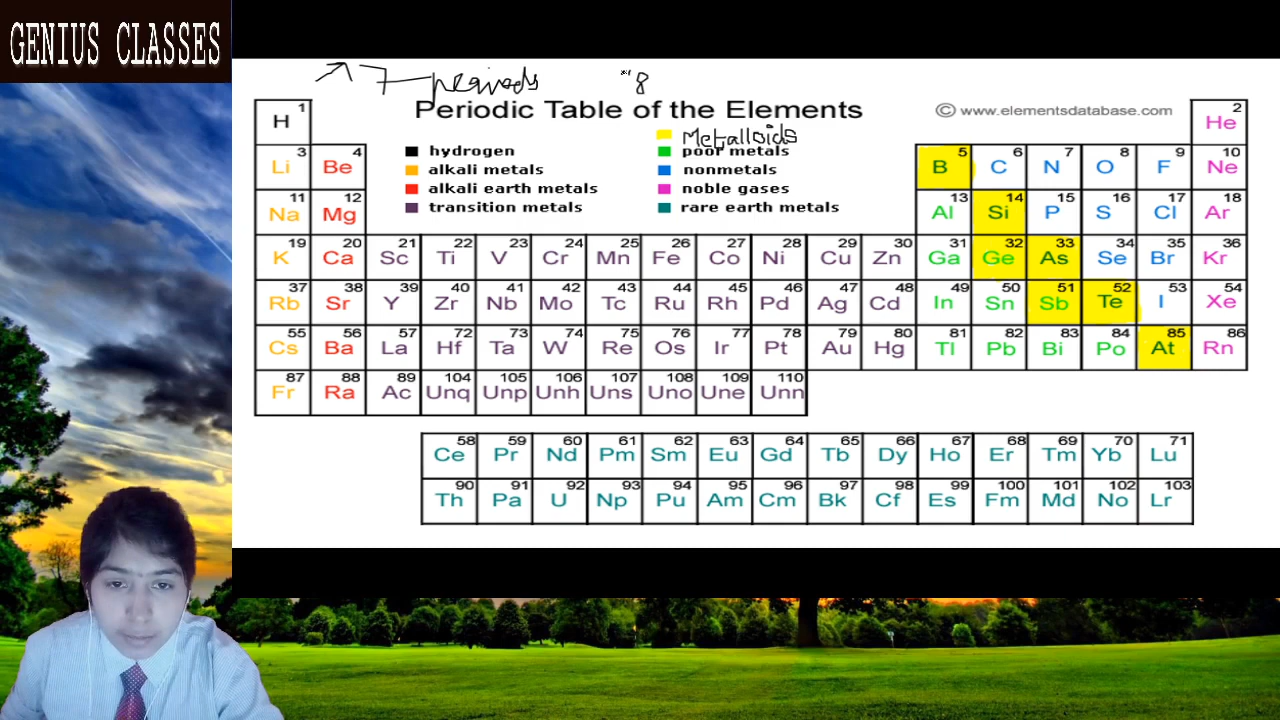 GENIUS CLASSES
7 periods 18
Periodic Table of the Elements
© www.elementsdatabase.com
Metalloids
hydrogen poor metals
alkali metals nonmetals
alkali earth metals noble gases
transition metals rare earth metals
1 H 2 He
3 Li 4 Be 5 B 6 C 7 N 8 O 9 F 10 Ne
11 Na 12 Mg 13 Al 14 Si 15 P 16 S 17 Cl 18 Ar
19 K 20 Ca 21 Sc 22 Ti 23 V 24 Cr 25 Mn 26 Fe 27 Co 28 Ni 29 Cu 30 Zn 31 Ga 32 Ge 33 As 34 Se 35 Br 36 Kr
37 Rb 38 Sr 39 Y 40 Zr 41 Nb 42 Mo 43 Tc 44 Ru 45 Rh 46 Pd 47 Ag 48 Cd 49 In 50 Sn 51 Sb 52 Te 53 I 54 Xe
55 Cs 56 Ba 57 La 72 Hf 73 Ta 74 W 75 Re 76 Os 77 Ir 78 Pt 79 Au 80 Hg 81 Tl 82 Pb 83 Bi 84 Po 85 At 86 Rn
87 Fr 88 Ra 89 Ac 104 Unq 105 Unp 106 Unh 107 Uns 108 Uno 109 Une 110 Unn
58 Ce 59 Pr 60 Nd 61 Pm 62 Sm 63 Eu 64 Gd 65 Tb 66 Dy 67 Ho 68 Er 69 Tm 70 Yb 71 Lu
90 Th 91 Pa 92 U 93 Np 94 Pu 95 Am 96 Cm 97 Bk 98 Cf 99 Es 100 Fm 101 Md 102 No 103 Lr